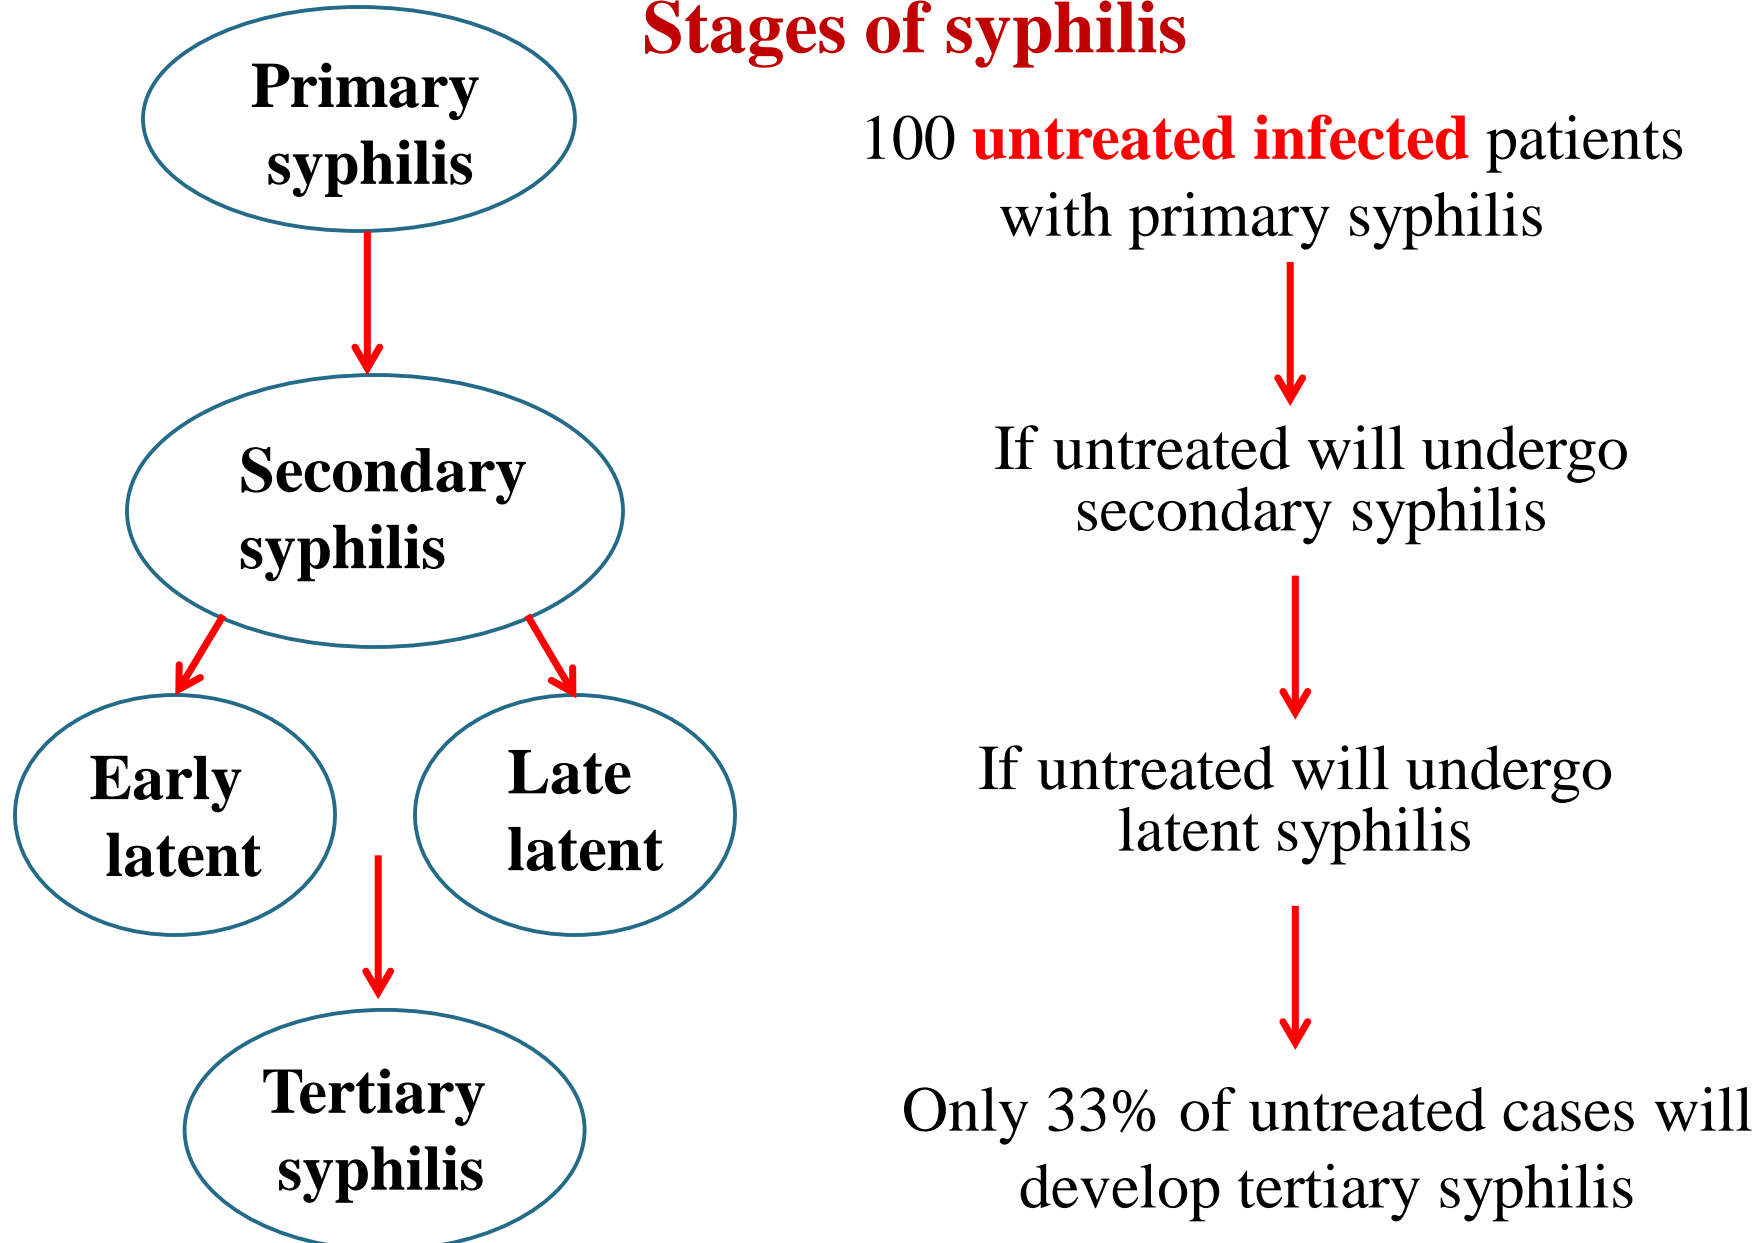 Stages of syphilis
Primary
syphilis
Secondary
syphilis
Early
latent
Late
latent
Tertiary
syphilis
100 untreated infected patients
with primary syphilis
If untreated will undergo
secondary syphilis
If untreated will undergo
latent syphilis
Only 33% of untreated cases will
develop tertiary syphilis